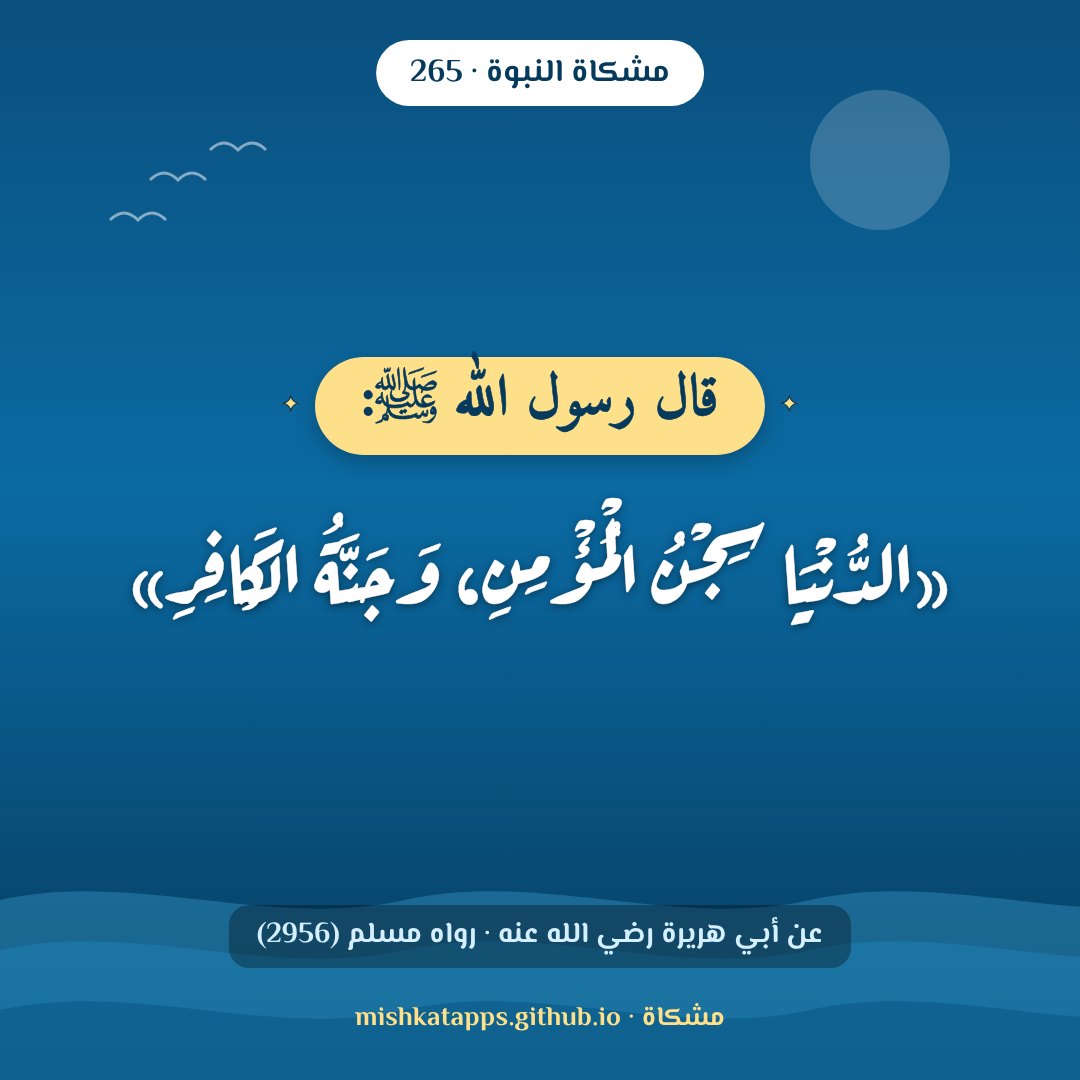 مشكاة النبوة · 265
قال رسول الله ﷺ:
«الدُّنْيَا سِجْنُ الْمُؤْمِنِ، وَجَنَّةُ الْكَافِرِ»
عن أبي هريرة رضي الله عنه · رواه مسلم (2956)
مشكاة · mishkatapps.github.io